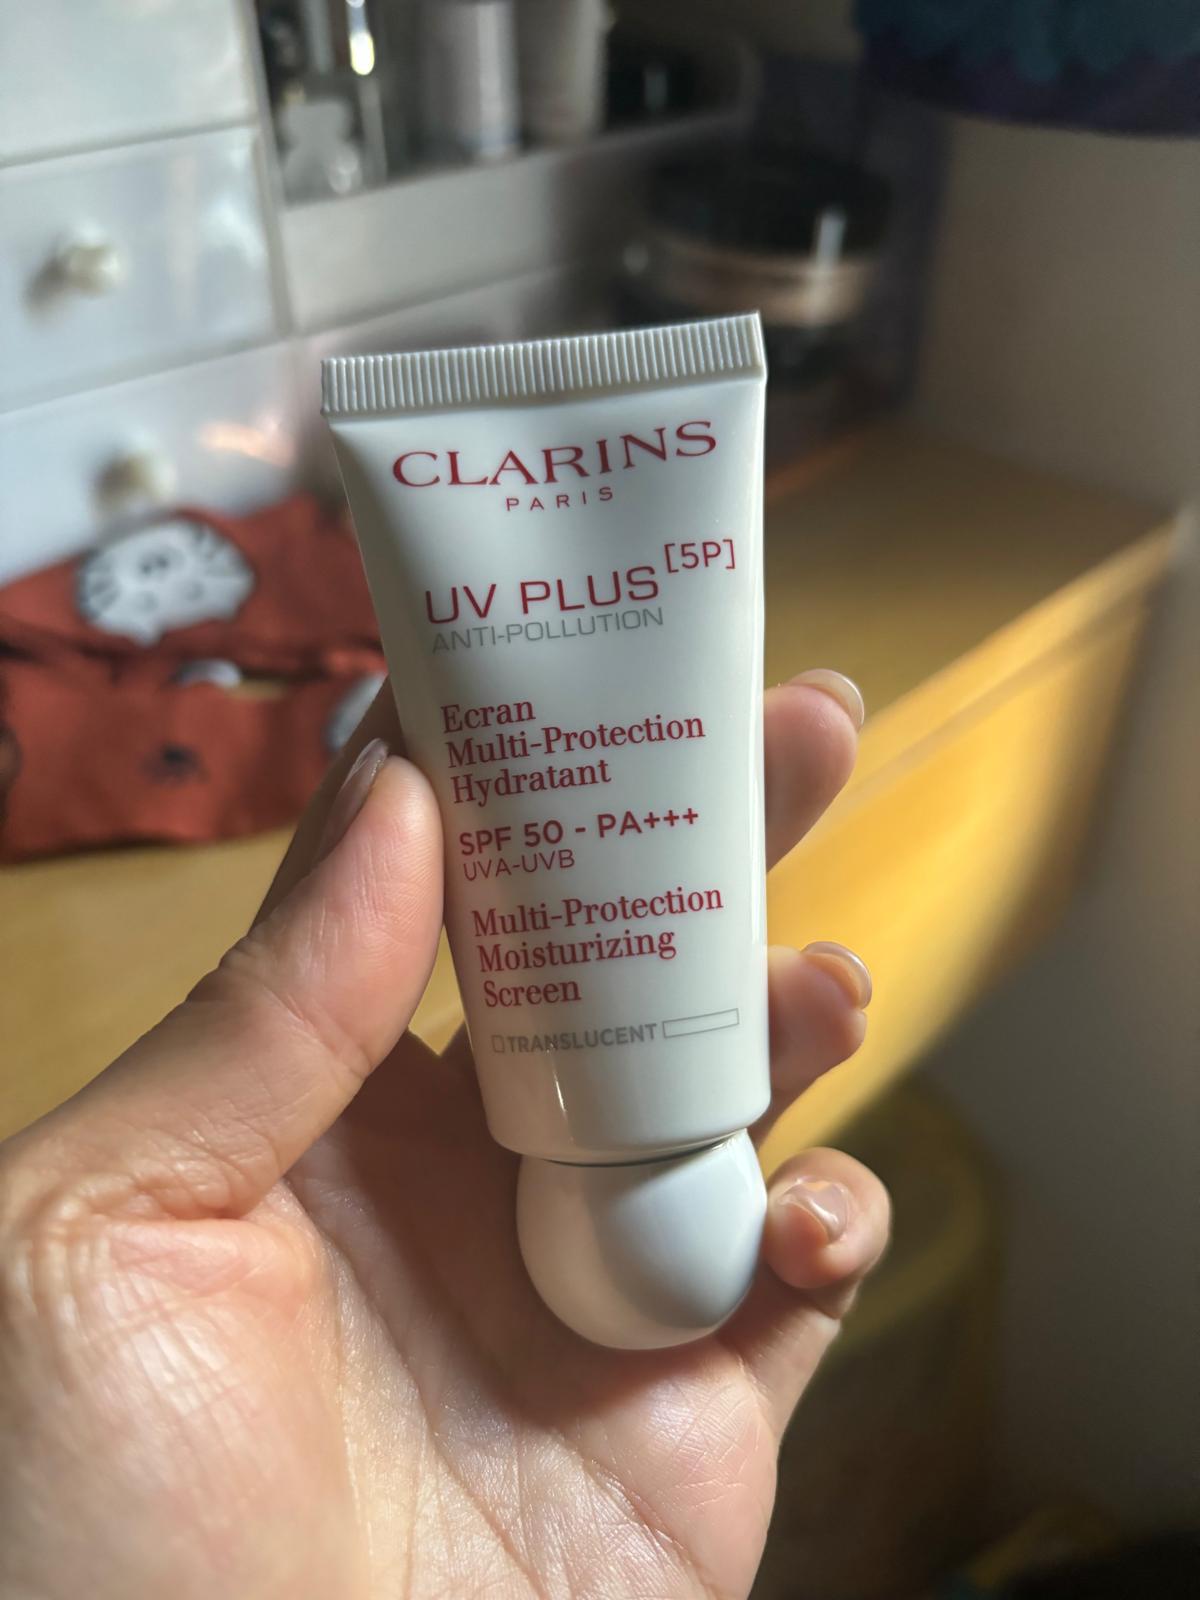 CLARINS
PARIS
UV PLUS [5P]
ANTI-POLLUTION
Ecran
Multi-Protection
Hydratant
SPF 50 - PA+++
UVA-UVB
Multi-Protection
Moisturizing
Screen
TRANSLUCENT